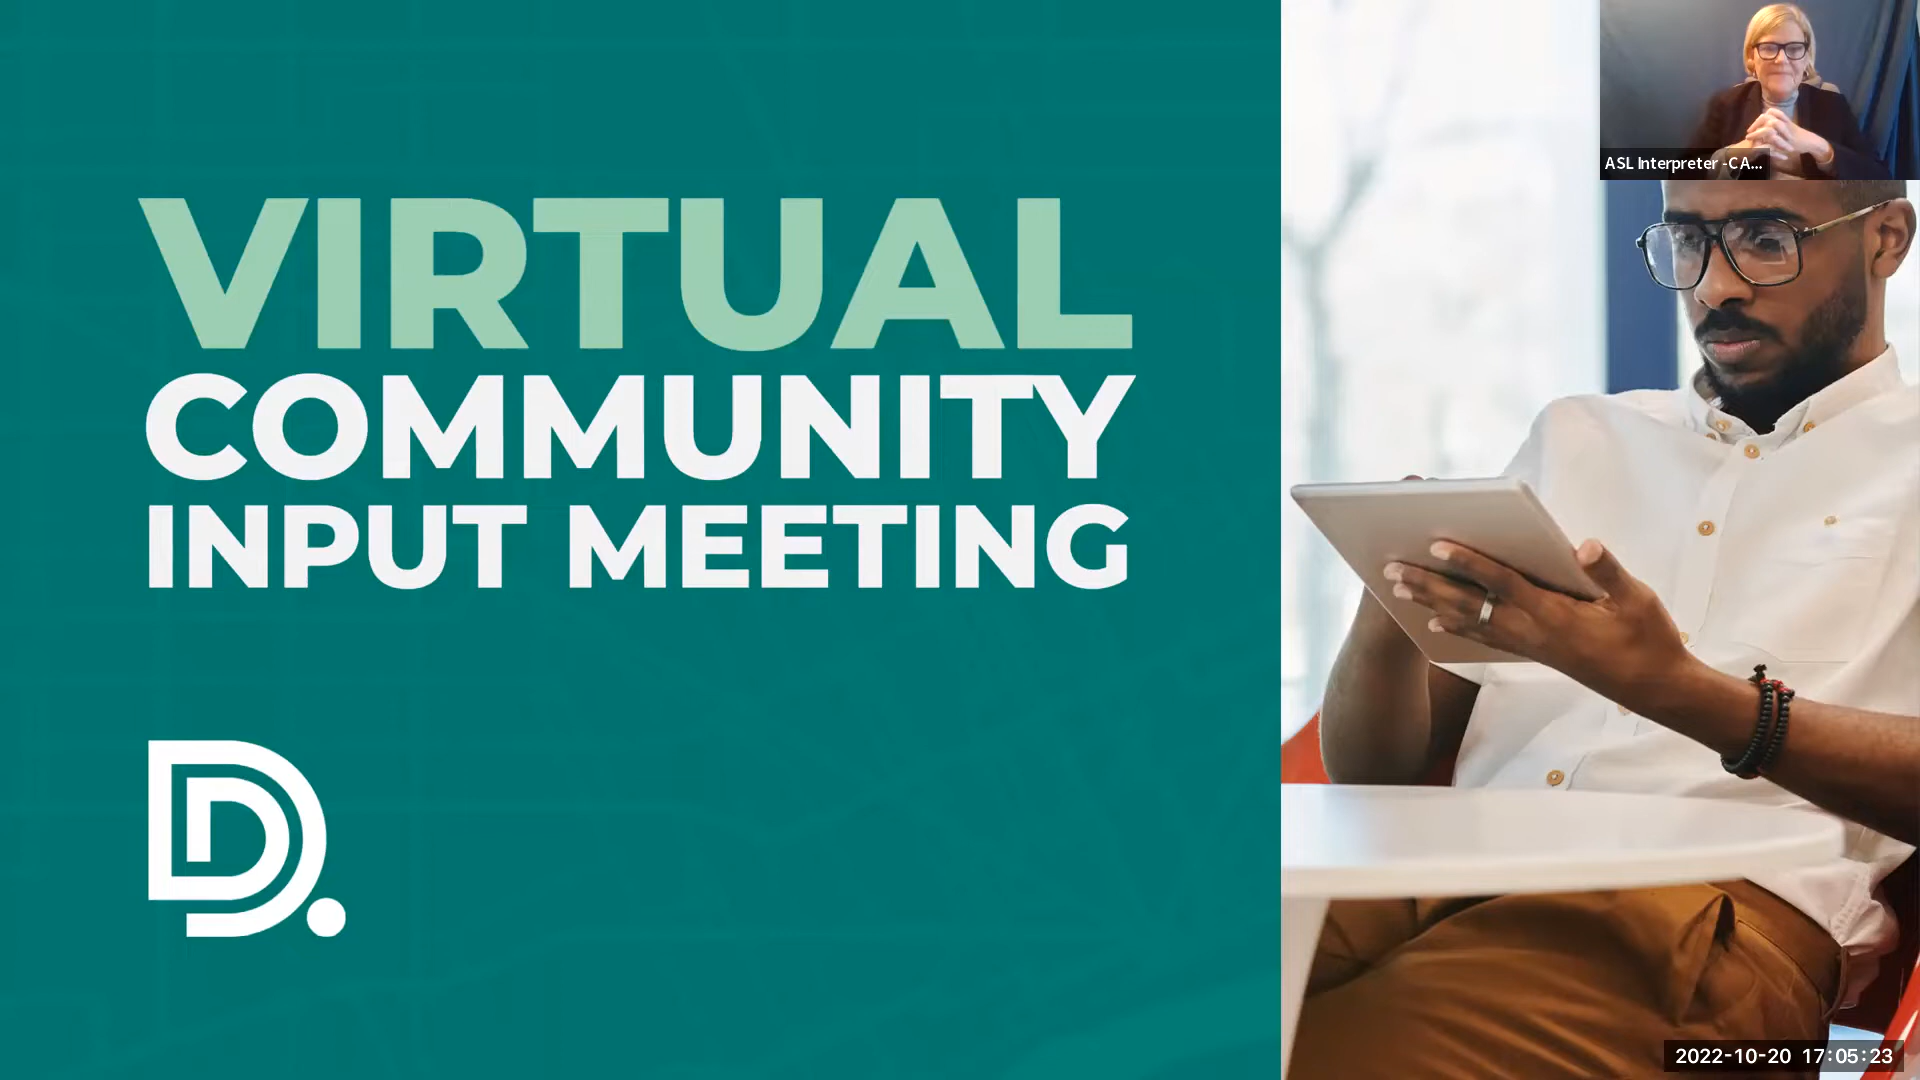 ASL Interpreter -CA...
VIRTUAL
COMMUNITY
INPUT MEETING
D.
2022-10-20 17:05:23